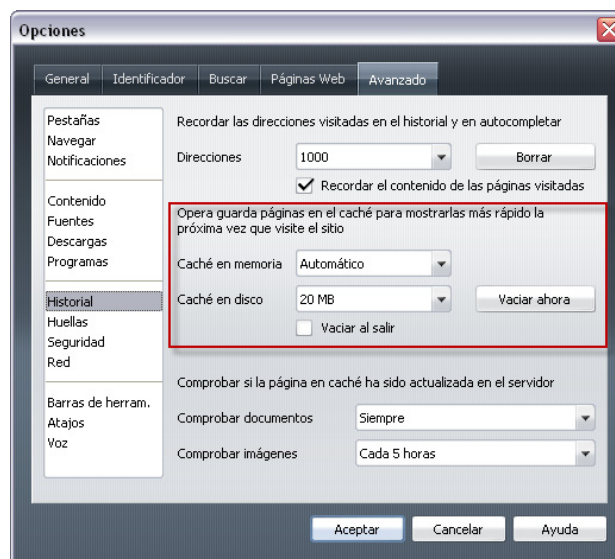 Opciones
General Identificador Buscar Páginas Web Avanzado
Pestañas
Navegar
Notificaciones
Contenido
Fuentes
Descargas
Programas
Historial
Huellas
Seguridad
Red
Barras de herram.
Atajos
Voz
Recordar las direcciones visitadas en el historial y en autocompletar
Direcciones 1000 Borrar
Recordar el contenido de las páginas visitadas
Opera guarda páginas en el caché para mostrarlas más rápido la
próxima vez que visite el sitio
Caché en memoria Automático
Caché en disco 20 MB Vaciar ahora
Vaciar al salir
Comprobar si la página en caché ha sido actualizada en el servidor
Comprobar documentos Siempre
Comprobar imágenes Cada 5 horas
Aceptar Cancelar Ayuda